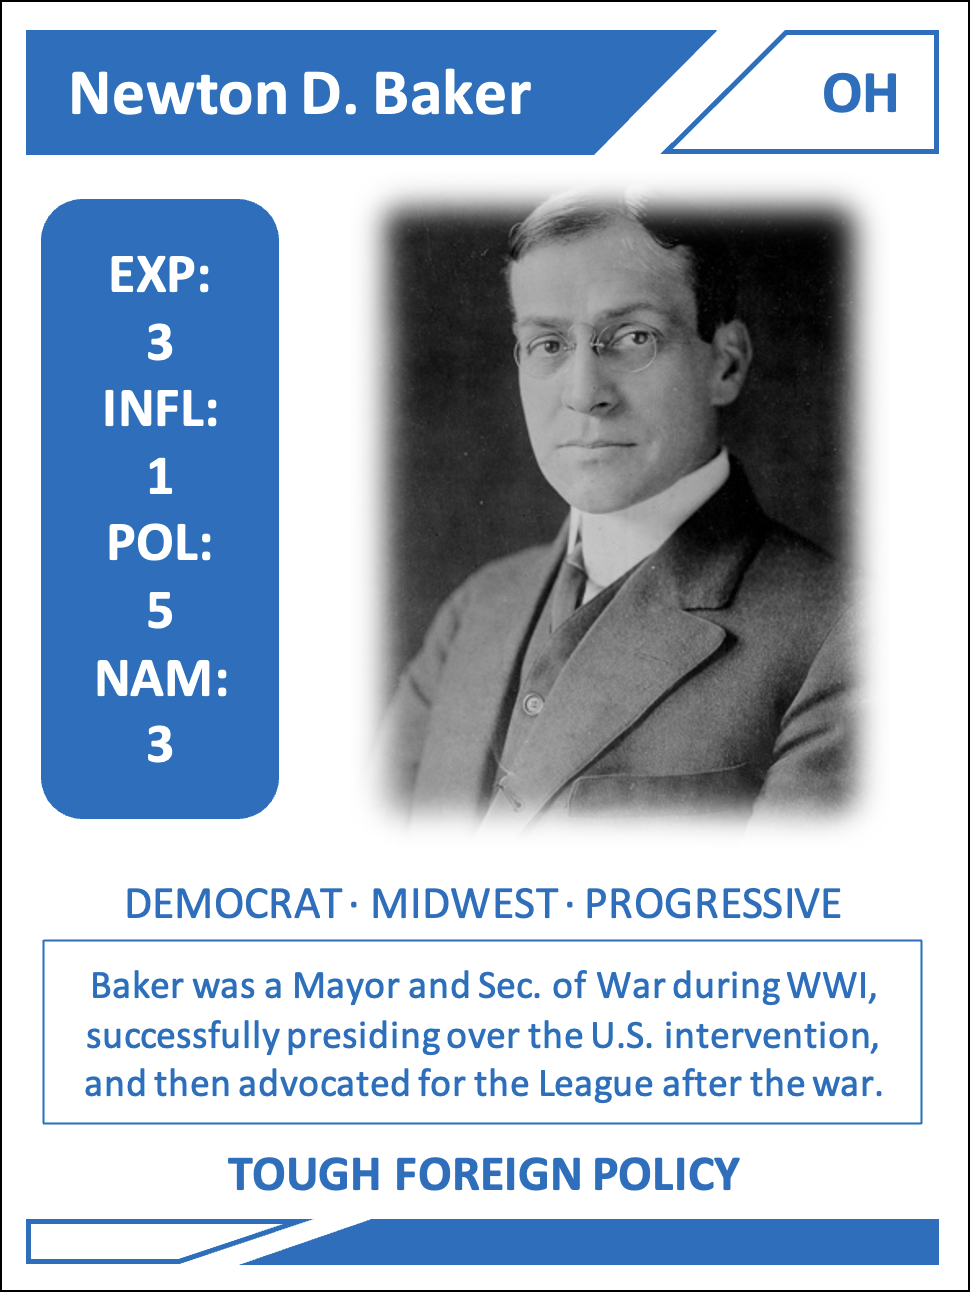 Newton D. Baker
OH
EXP:
3
INFL:
1
POL:
5
NAM:
3
DEMOCRAT · MIDWEST · PROGRESSIVE
Baker was a Mayor and Sec. of War during WWI,
successfully presiding over the U.S. intervention,
and then advocated for the League after the war.
TOUGH FOREIGN POLICY